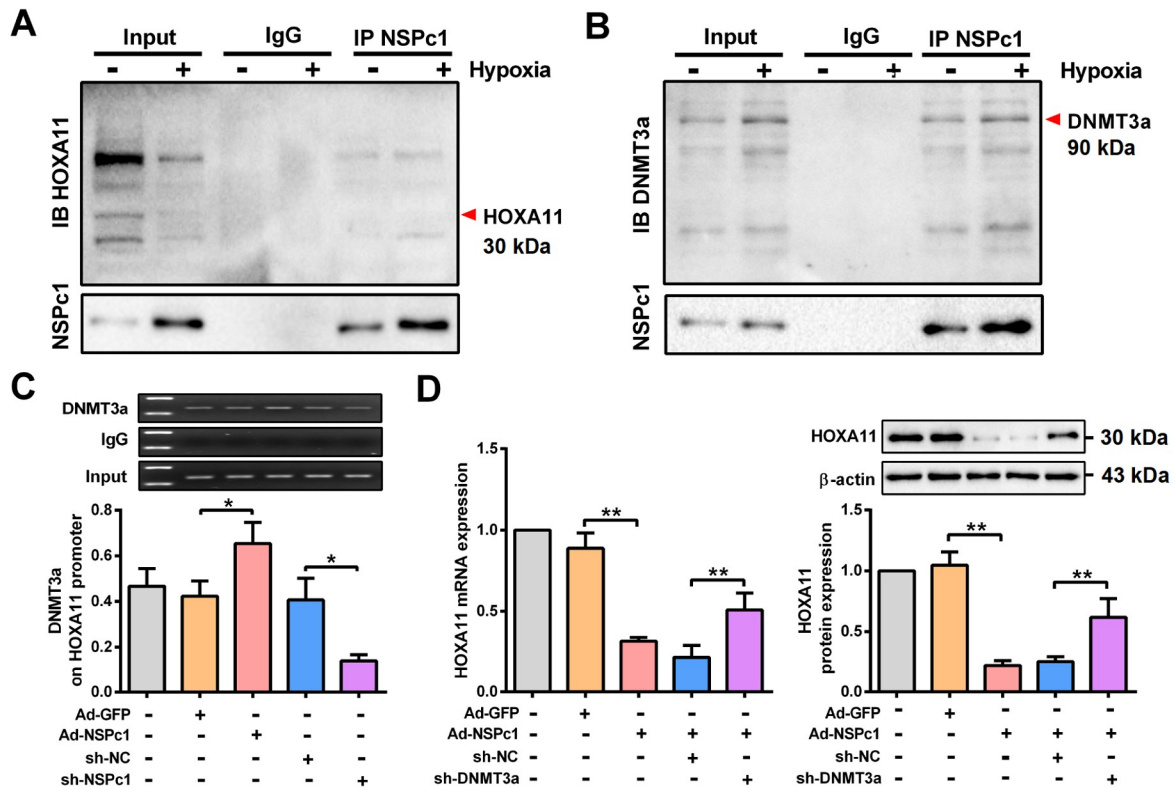 A
Input IgG IP NSPc1
- + - + - + Hypoxia
IB HOXA11
HOXA11
30 kDa
NSPc1
B
Input IgG IP NSPc1
- + - + - + Hypoxia
IB DNMT3a
DNMT3a
90 kDa
NSPc1
C
DNMT3a
IgG
Input
DNMT3a
on HOXA11 promoter
0.8
0.6
0.4
0.2
0.0
* *
Ad-GFP - + - - -
Ad-NSPc1 - - + - -
sh-NC - - - + -
sh-NSPc1 - - - - +
D
HOXA11 mRNA expression
1.5
1.0
0.5
0.0
** **
Ad-GFP - + - - -
Ad-NSPc1 - - + + +
sh-NC - - - + -
sh-DNMT3a - - - - +
HOXA11 30 kDa
β-actin 43 kDa
HOXA11
protein expression
1.5
1.0
0.5
0.0
** **
Ad-GFP - + - - -
Ad-NSPc1 - - + + +
sh-NC - - - + -
sh-DNMT3a - - - - +